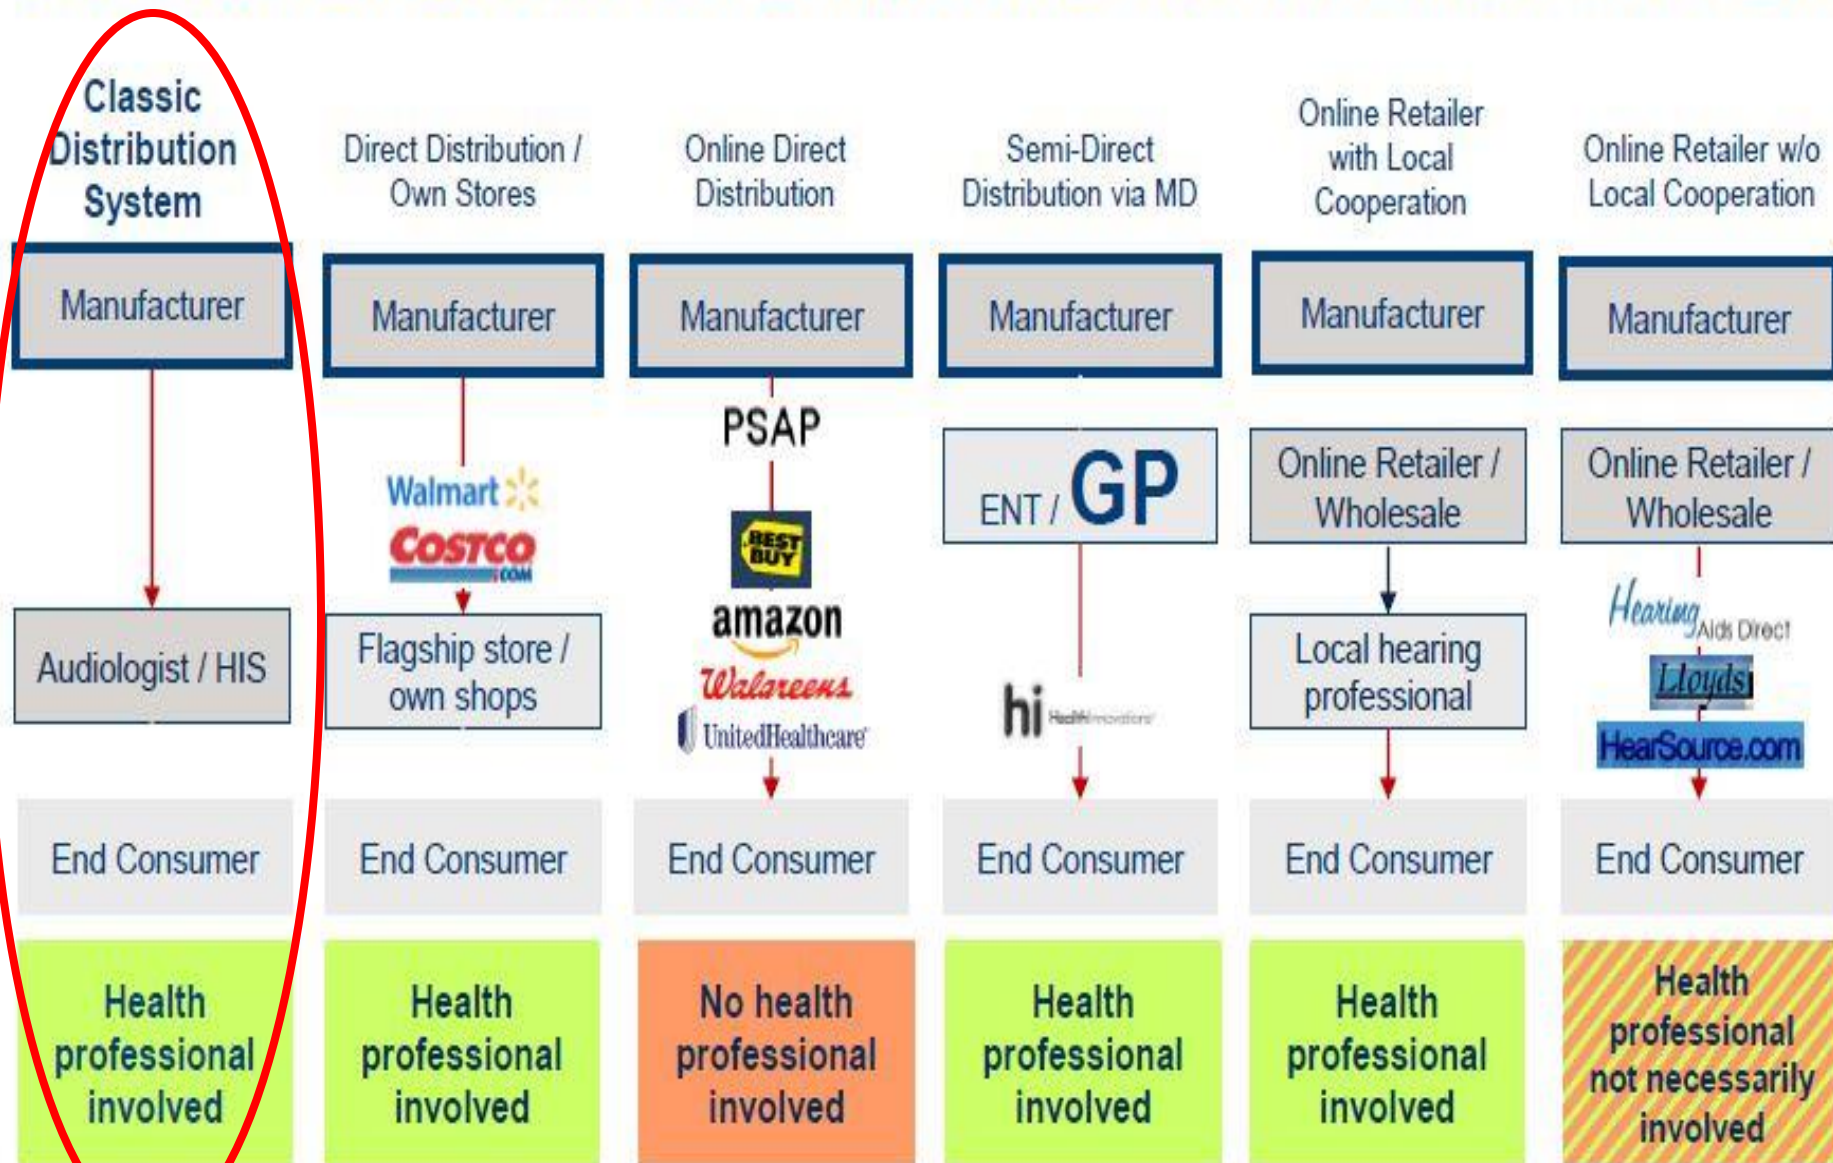 Classic
Distribution
System
Manufacturer
Audiologist / HIS
End Consumer
Health
professional
involved
Direct Distribution /
Own Stores
Manufacturer
Walmart
COSTCO
.COM
Flagship store /
own shops
End Consumer
Health
professional
involved
Online Direct
Distribution
Manufacturer
PSAP
BEST
BUY
amazon
Walgreens
UnitedHealthcare
End Consumer
No health
professional
involved
Semi-Direct
Distribution via MD
Manufacturer
ENT / GP
hi HealthInnovations
End Consumer
Health
professional
involved
Online Retailer
with Local
Cooperation
Manufacturer
Online Retailer /
Wholesale
Local hearing
professional
End Consumer
Health
professional
involved
Online Retailer w/o
Local Cooperation
Manufacturer
Online Retailer /
Wholesale
Hearing
Aids Direct
Lloyds
HearSource.com
End Consumer
Health
professional
not necessarily
involved